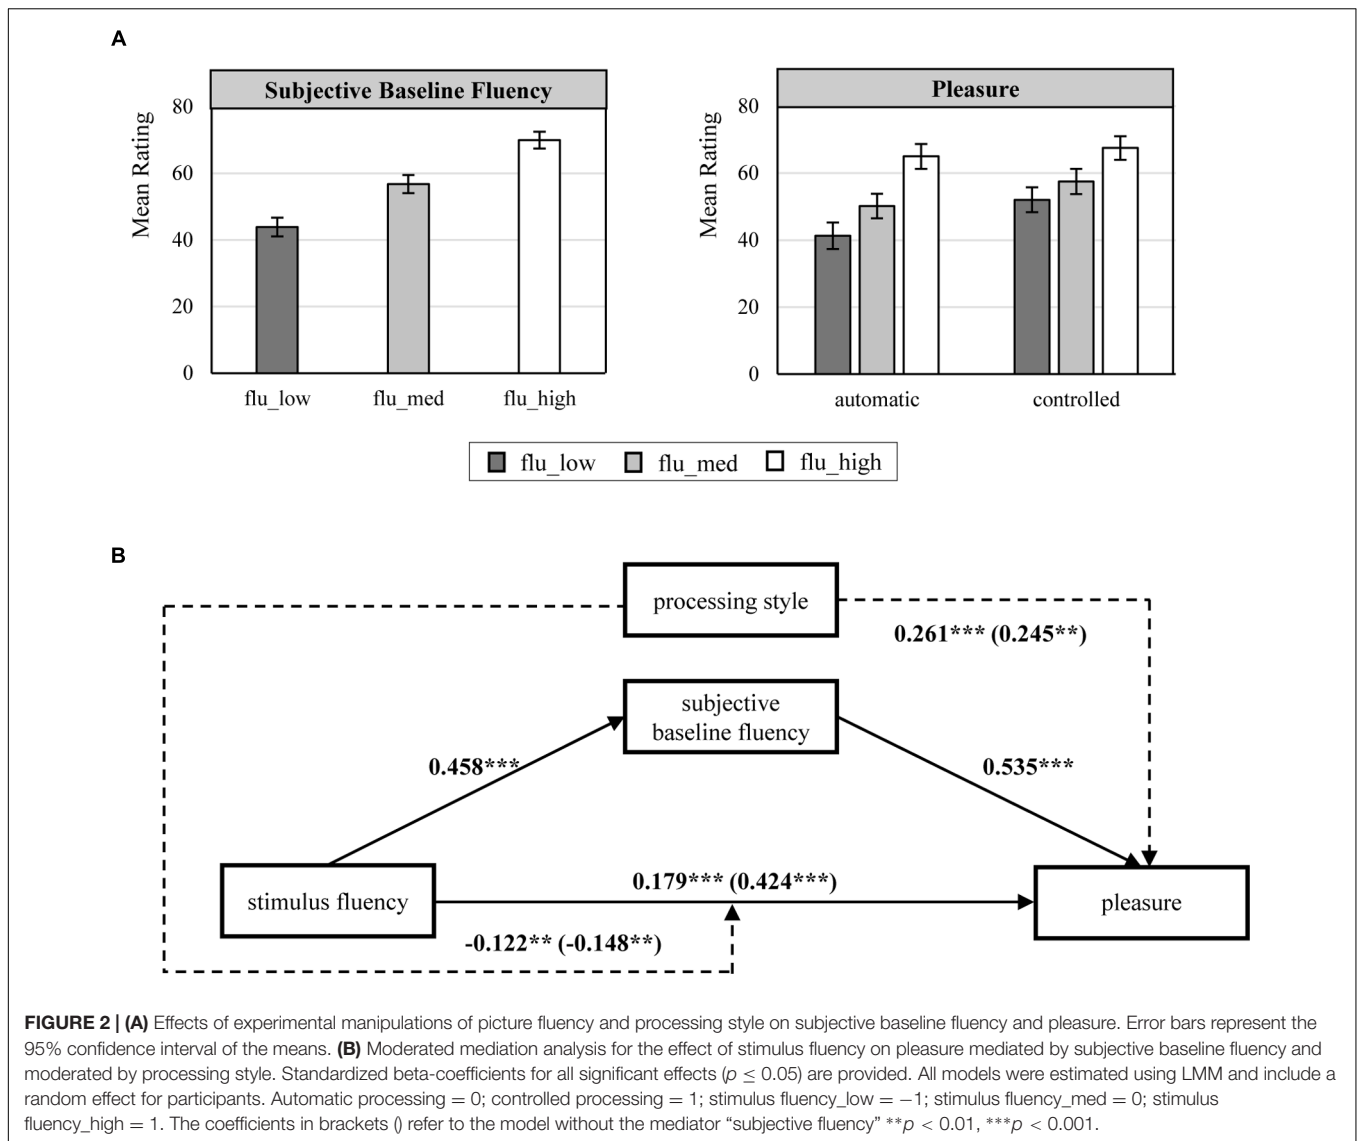 A
Subjective Baseline Fluency
Mean Rating
80
60
40
20
0
flu_low flu_med flu_high
Pleasure
Mean Rating
80
60
40
20
0
automatic controlled
flu_low flu_med flu_high
B
processing style
0.261*** (0.245**)
subjective
baseline fluency
0.458***
0.535***
stimulus fluency
0.179*** (0.424***)
pleasure
-0.122** (-0.148**)
FIGURE 2 | (A) Effects of experimental manipulations of picture fluency and processing style on subjective baseline fluency and pleasure. Error bars represent the
95% confidence interval of the means. (B) Moderated mediation analysis for the effect of stimulus fluency on pleasure mediated by subjective baseline fluency and
moderated by processing style. Standardized beta-coefficients for all significant effects (p ≤ 0.05) are provided. All models were estimated using LMM and include a
random effect for participants. Automatic processing = 0; controlled processing = 1; stimulus fluency_low = −1; stimulus fluency_med = 0; stimulus
fluency_high = 1. The coefficients in brackets () refer to the model without the mediator “subjective fluency” **p < 0.01, ***p < 0.001.